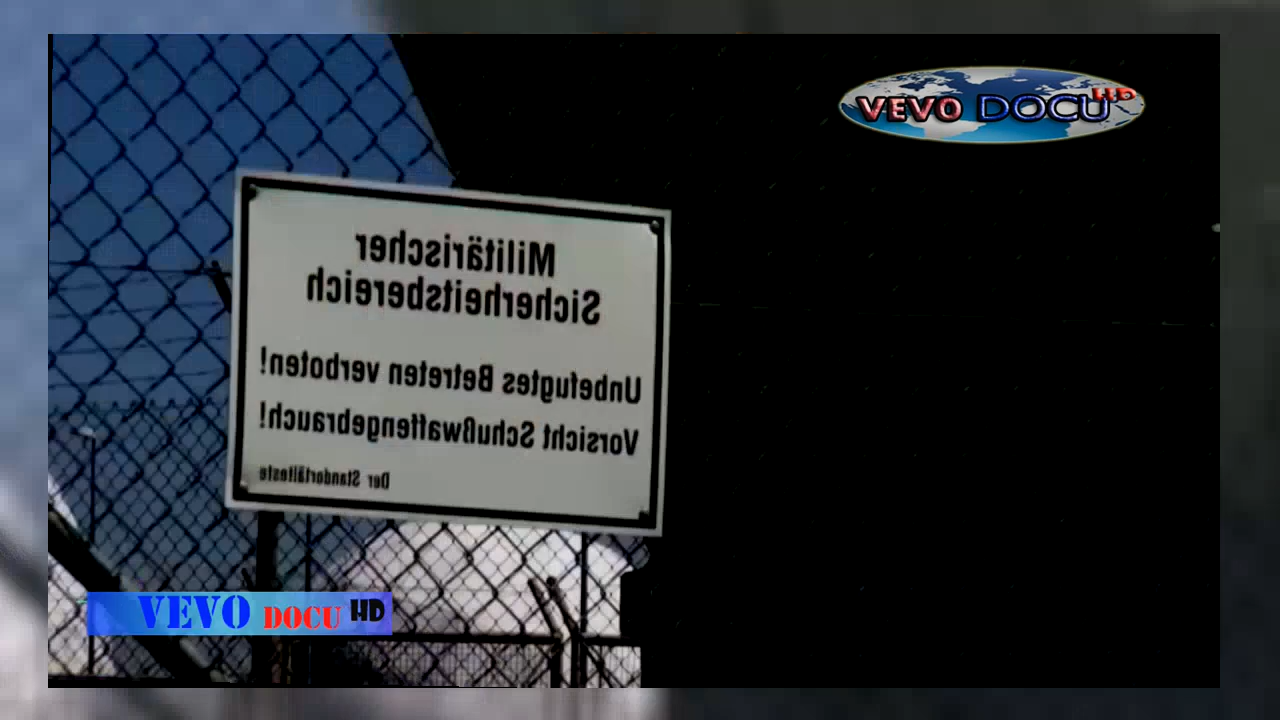 VEVO DOCU HD
Militärischer
Sicherheitsbereich
Unbefugtes Betreten verboten!
Vorsicht Schußwaffengebrauch!
Der Standortälteste
VEVO DOCU HD